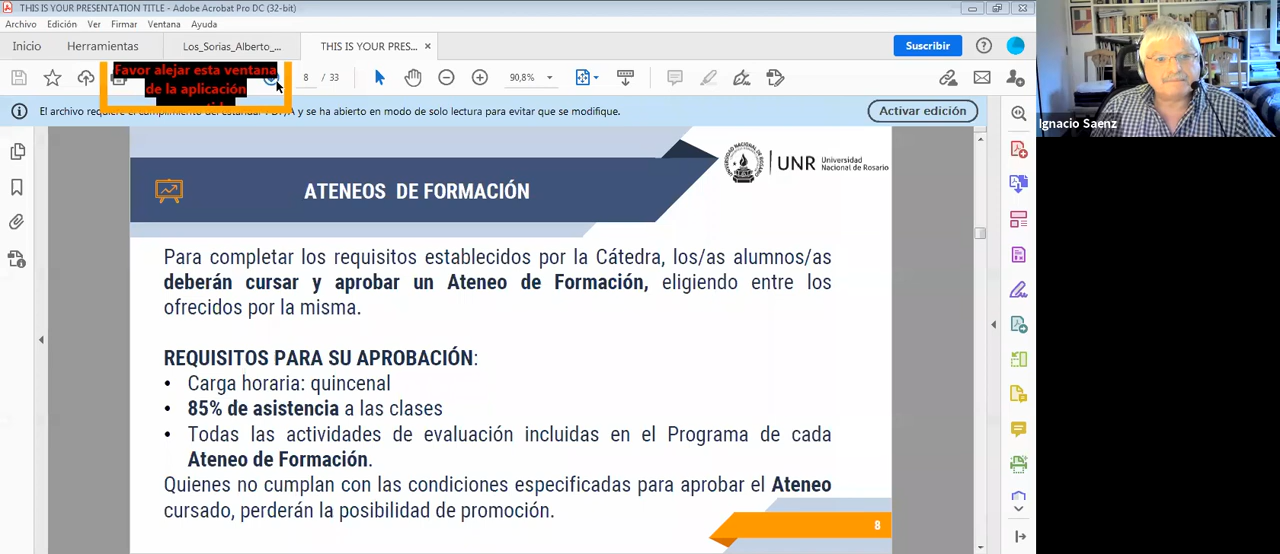 THIS IS YOUR PRESENTATION TITLE - Adobe Acrobat Pro DC (32-bit)
Archivo Edición Ver Firmar Ventana Ayuda
Inicio Herramientas Los_Sorias_Alberto_... THIS IS YOUR PRES... × Suscribir
Favor alejar esta ventana
de la aplicación
8 / 33 90,8%
El archivo requiere el cumplimiento del estándar PDF/A y se ha abierto en modo de solo lectura para evitar que se modifique. Activar edición
Ignacio Saenz
UNIVERSIDAD NACIONAL DE ROSARIO
UNR Universidad
Nacional de Rosario
ATENEOS DE FORMACIÓN
Para completar los requisitos establecidos por la Cátedra, los/as alumnos/as
deberán cursar y aprobar un Ateneo de Formación, eligiendo entre los
ofrecidos por la misma.
REQUISITOS PARA SU APROBACIÓN:
• Carga horaria: quincenal
• 85% de asistencia a las clases
• Todas las actividades de evaluación incluidas en el Programa de cada
Ateneo de Formación.
Quienes no cumplan con las condiciones especificadas para aprobar el Ateneo
cursado, perderán la posibilidad de promoción.
8